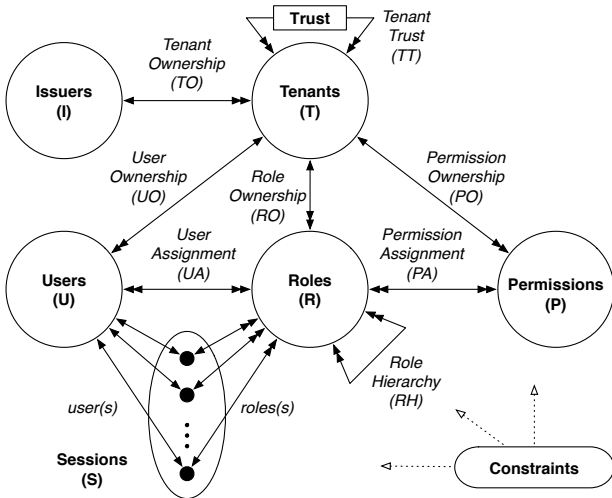 Trust
Tenant
Trust
(TT)
Tenant
Ownership
(TO)
Issuers
(I)
Tenants
(T)
User
Ownership
(UO)
Role
Ownership
(RO)
Permission
Ownership
(PO)
User
Assignment
(UA)
Permission
Assignment
(PA)
Users
(U)
Roles
(R)
Permissions
(P)
Role
Hierarchy
(RH)
user(s)
roles(s)
Sessions
(S)
Constraints